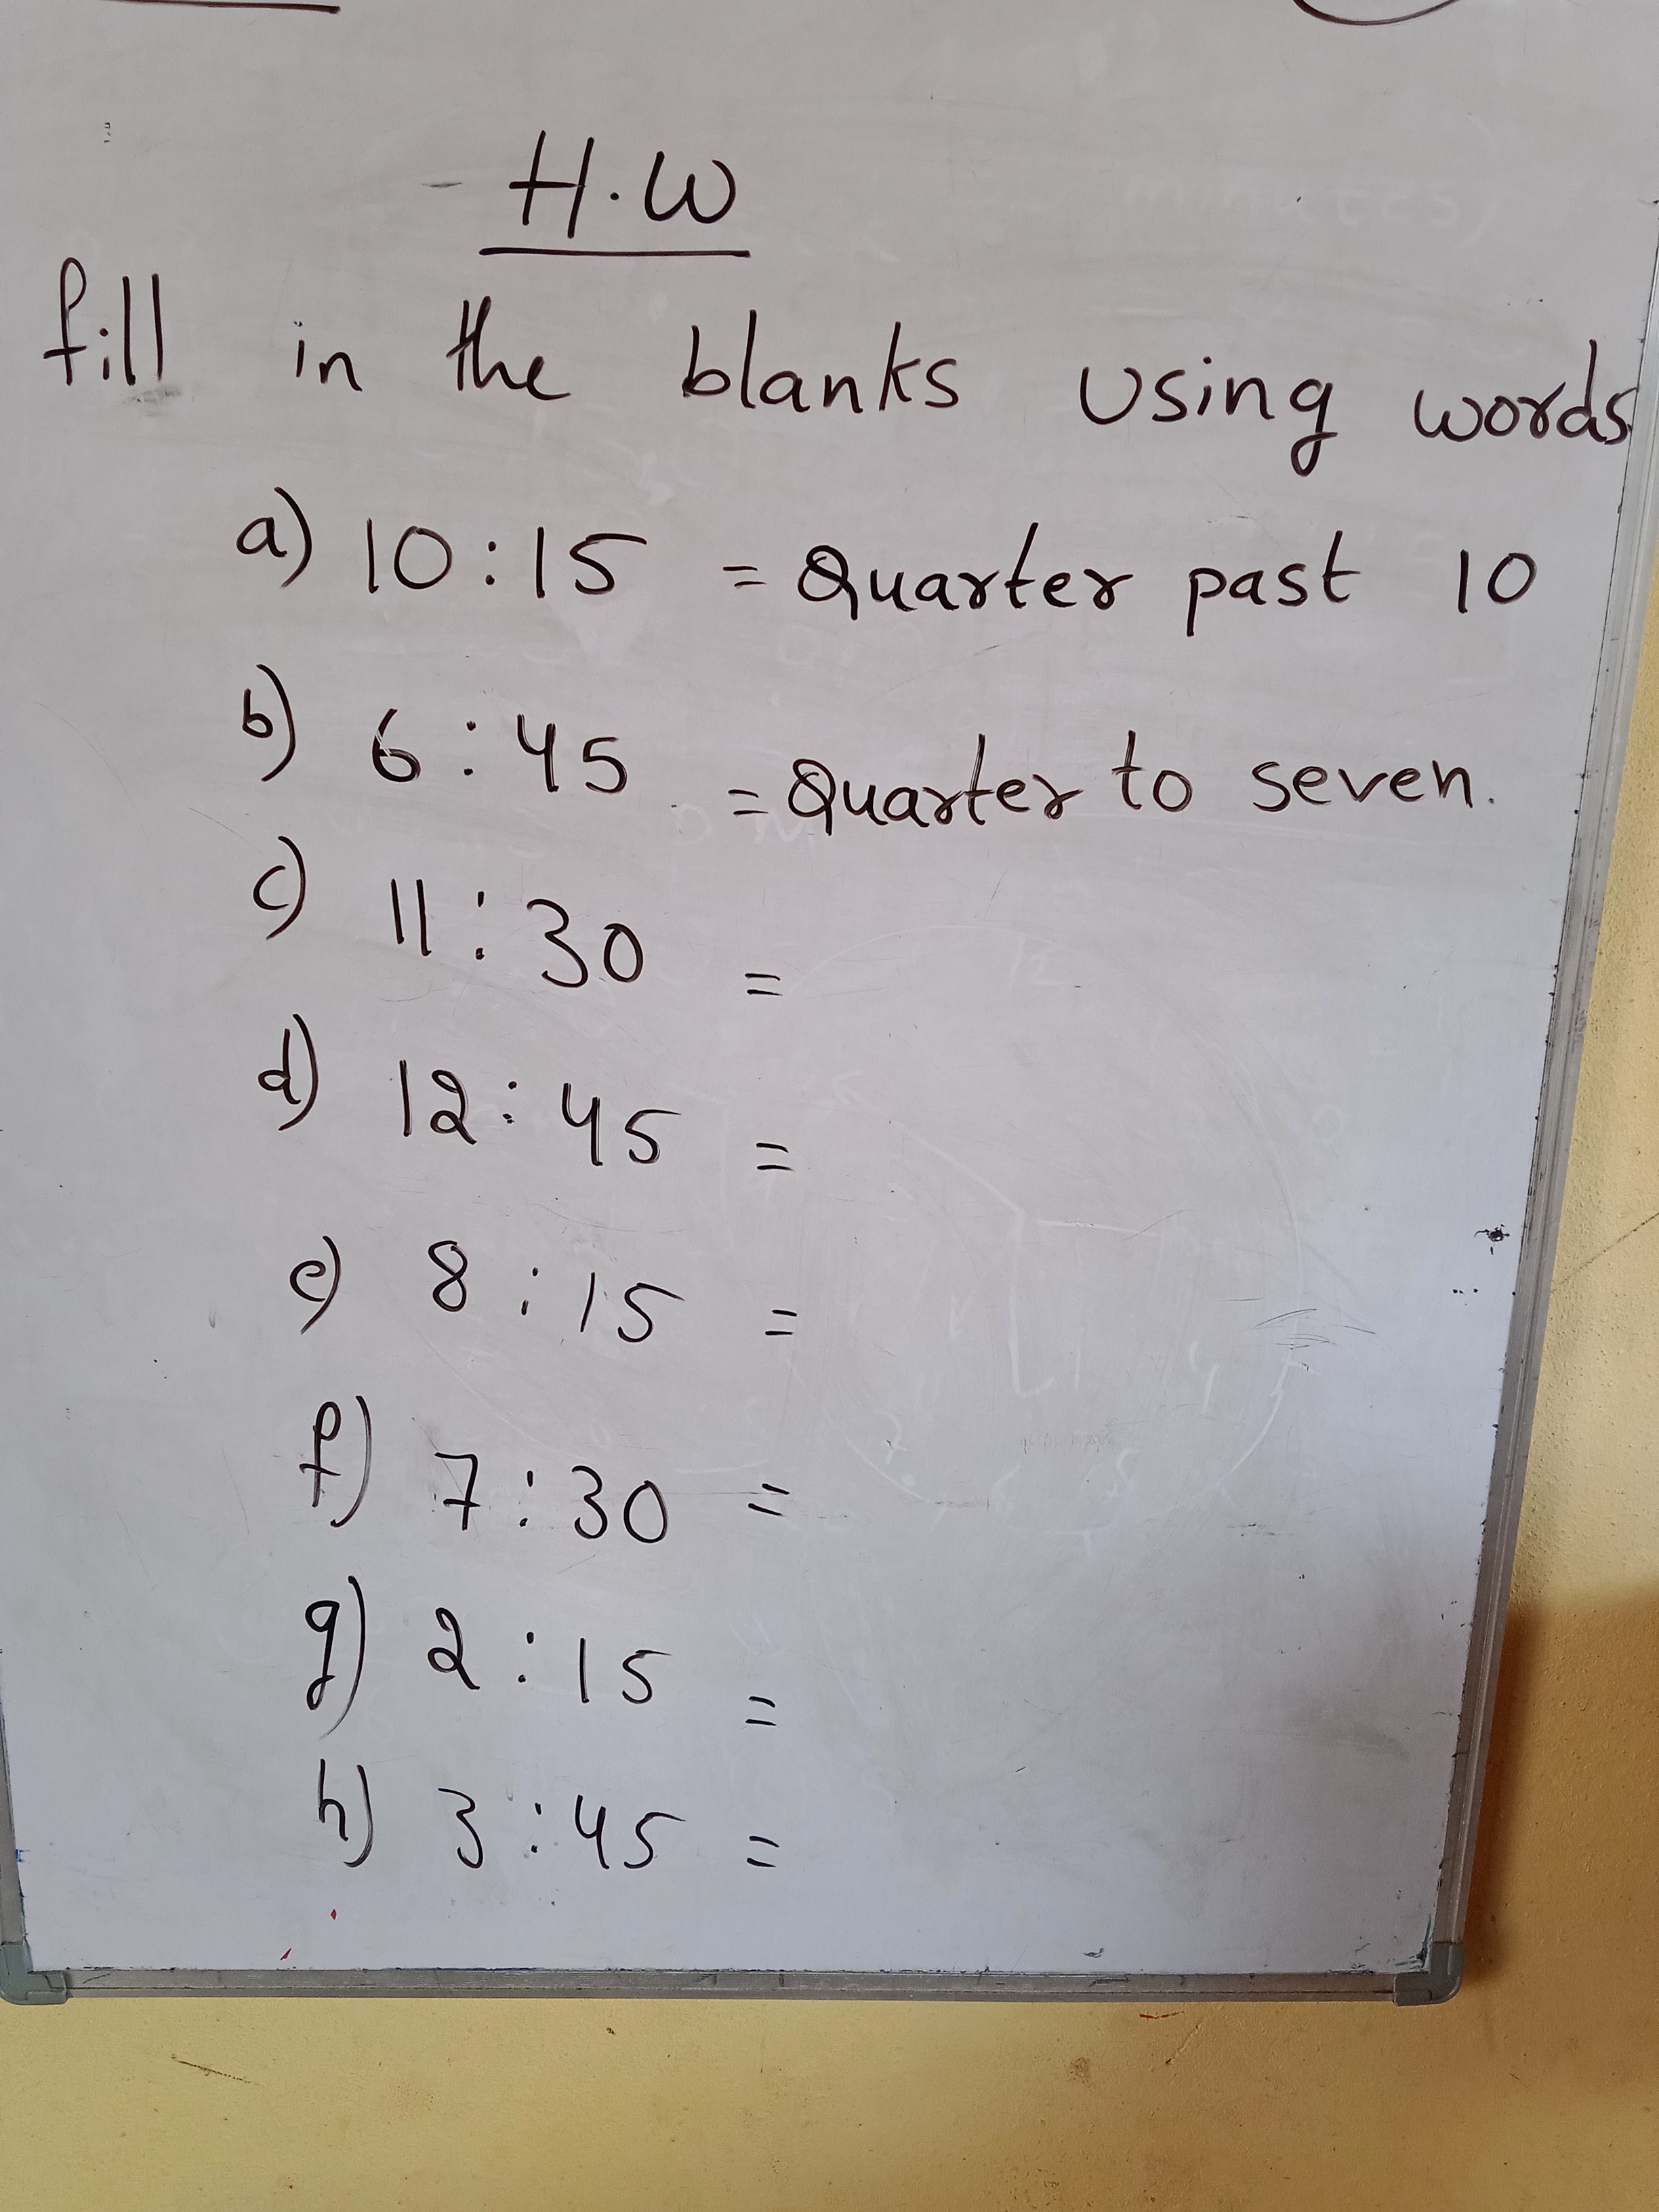 H.W
fill in the blanks using words
a) 10:15 = Quarter past 10
b) 6:45 = Quarter to seven.
c) 11:30 =
d) 12:45 =
e) 8:15 =
f) 7:30 =
g) 2:15 =
h) 3:45 =